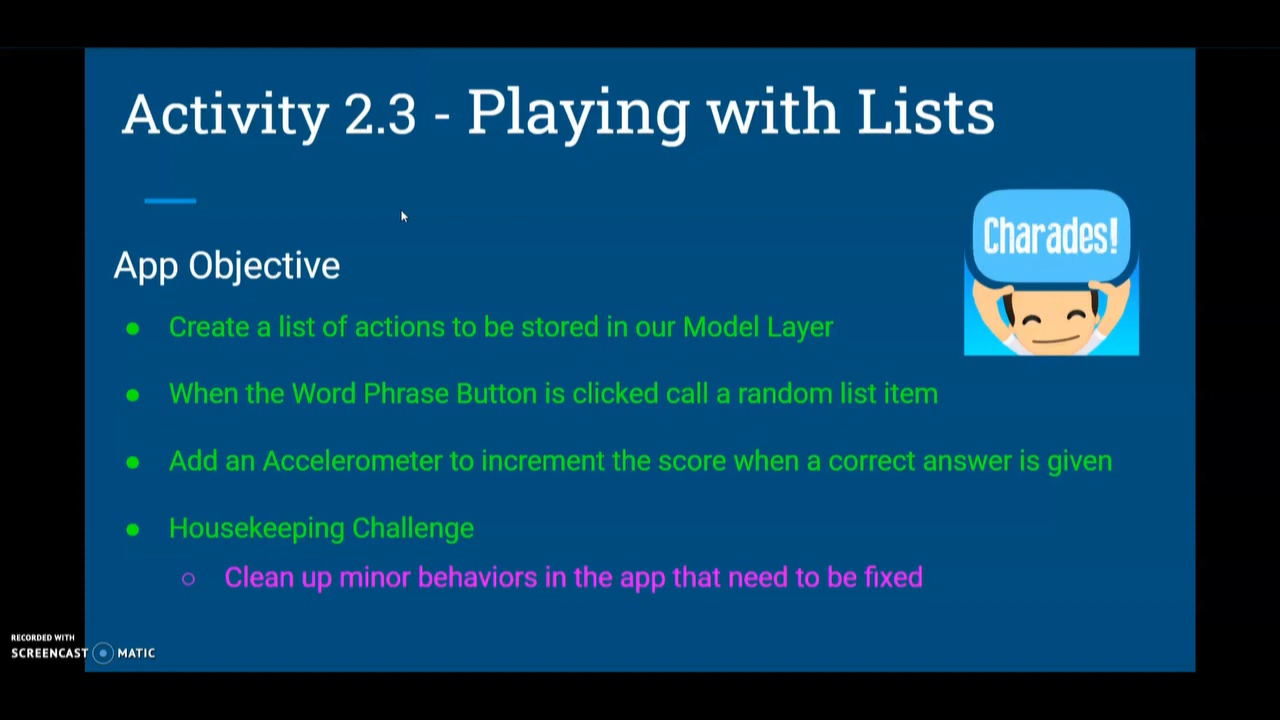 Activity 2.3 - Playing with Lists
Charades!
App Objective
● Create a list of actions to be stored in our Model Layer
● When the Word Phrase Button is clicked call a random list item
● Add an Accelerometer to increment the score when a correct answer is given
● Housekeeping Challenge
○ Clean up minor behaviors in the app that need to be fixed
RECORDED WITH
SCREENCAST MATIC